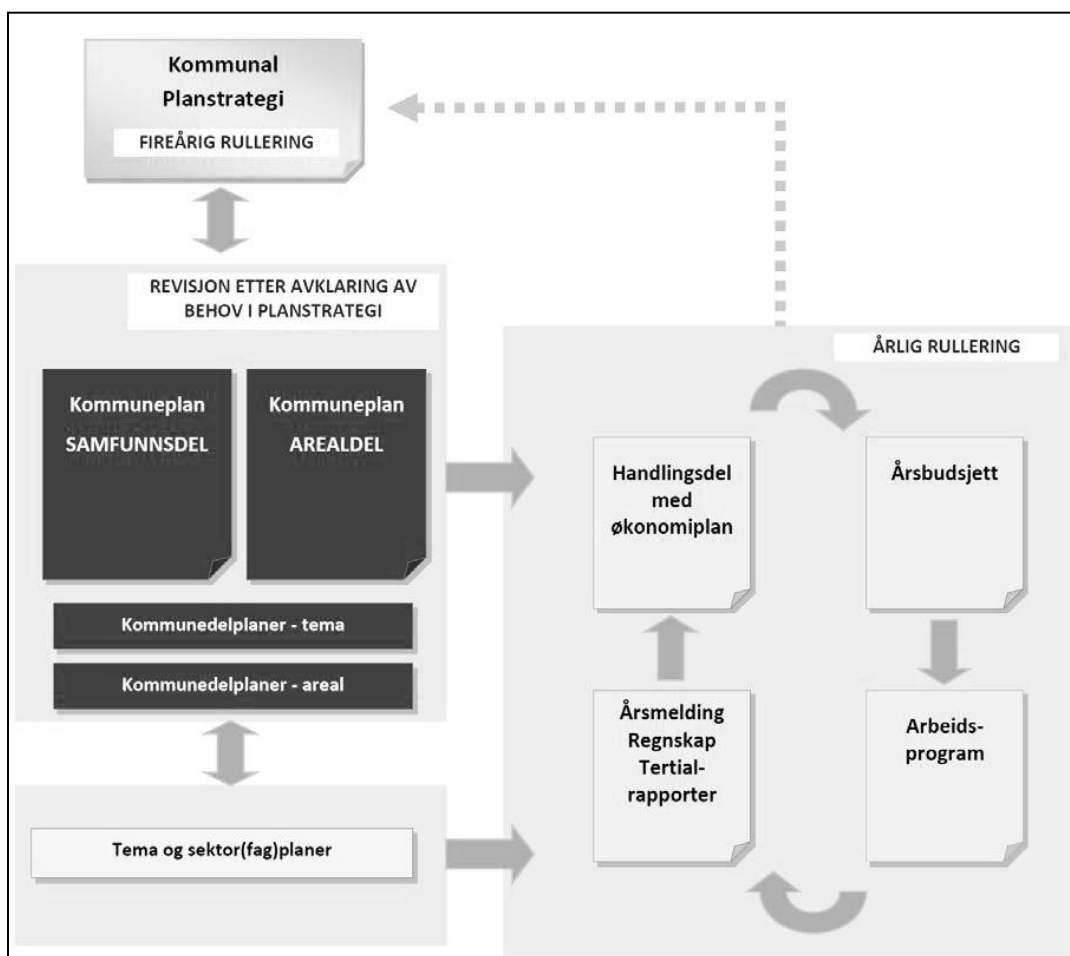 Kommunal
Planstrategi
FIREÅRIG RULLERING
REVISJON ETTER AVKLARING AV
BEHOV I PLANSTRATEGI
Kommuneplan
SAMFUNNSDEL
Kommuneplan
AREALDEL
Kommunedelplaner - tema
Kommunedelplaner - areal
Tema og sektor(fag)planer
ÅRLIG RULLERING
Handlingsdel
med
økonomiplan
Årsbudsjett
Årsmelding
Regnskap
Tertial-
rapporter
Arbeids-
program